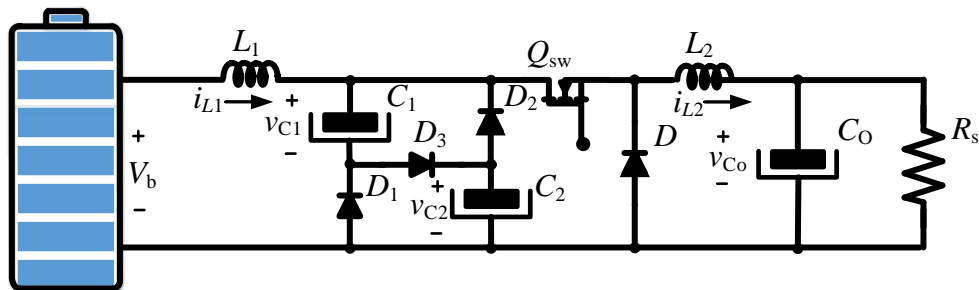 L1
Qsw
L2
iL1
+
vC1
−
C1
D2
iL2
D3
D
+
vCo
−
CO
Rs
+
Vb
−
D1
+
vC2
−
C2